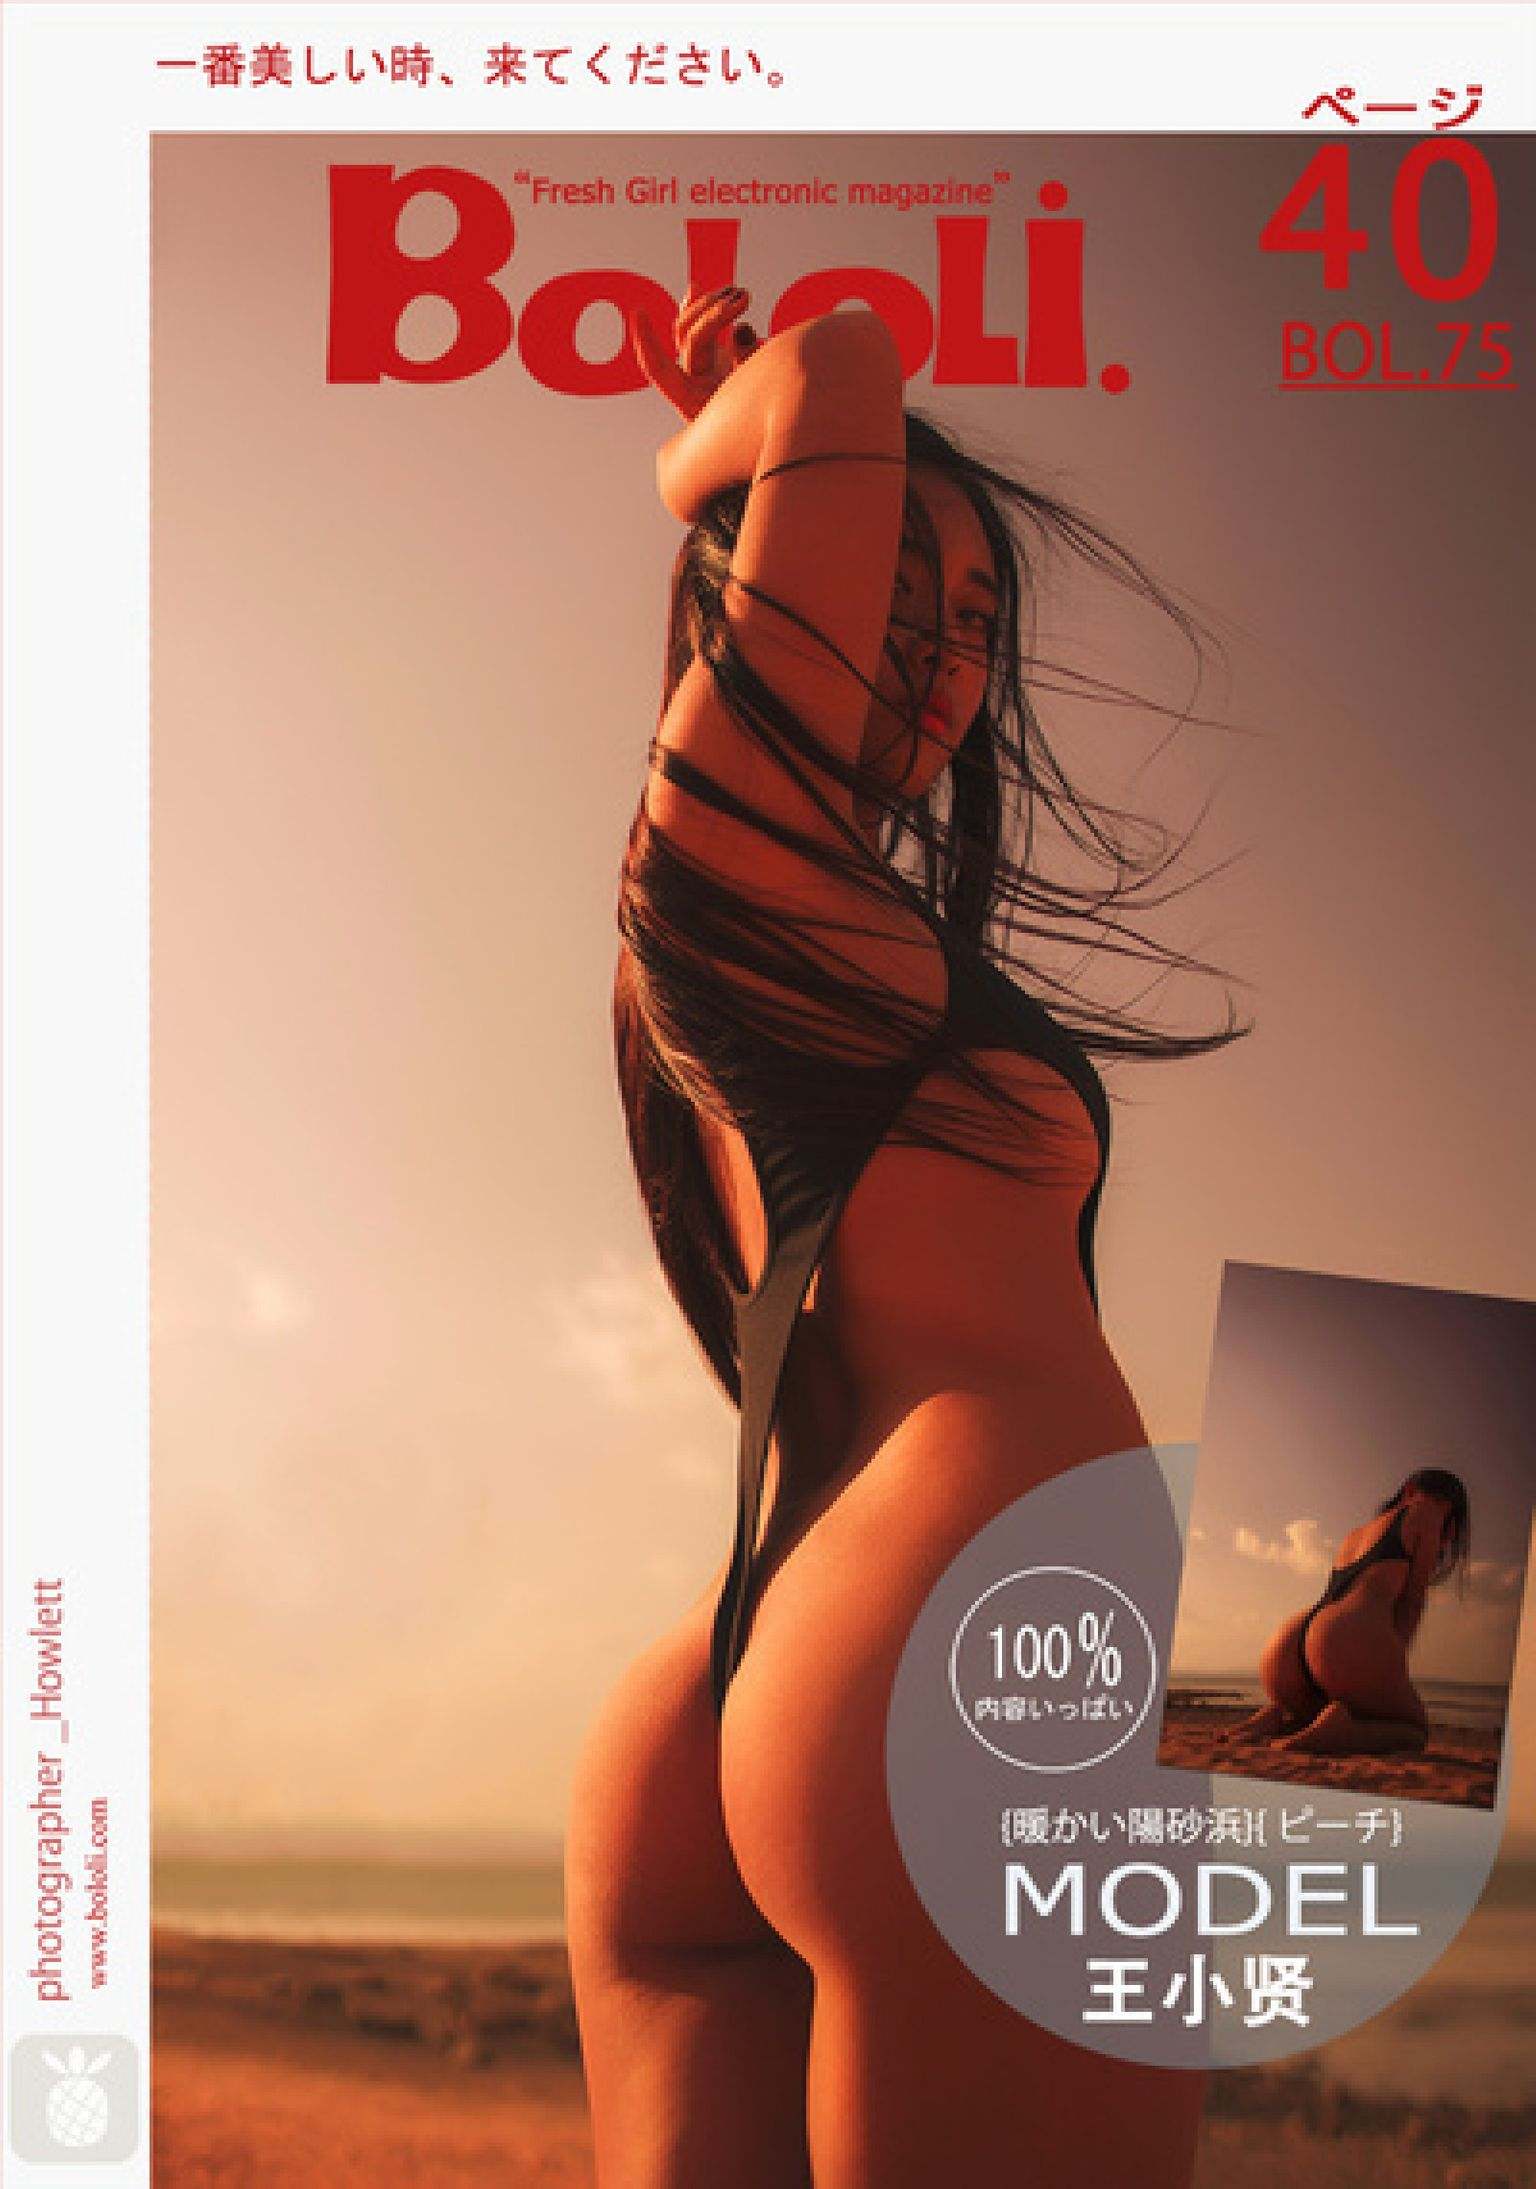 一番美しい時、来てください。
ページ
40
BOL.75
"Fresh Girl electronic magazine"
BoloLi.
100%
内容いっぱい
{暖かい陽砂浜}{ビーチ}
MODEL
王小贤
photographer _Howlett
www.bololi.com